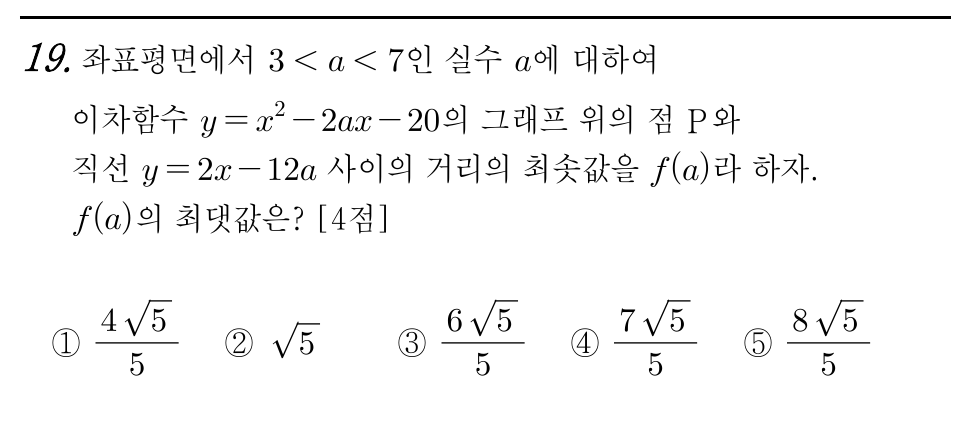 19. 좌표평면에서 3 < a < 7인 실수 a에 대하여
이차함수 y = x² − 2ax − 20의 그래프 위의 점 P와
직선 y = 2x − 12a 사이의 거리의 최솟값을 f(a)라 하자.
f(a)의 최댓값은? [4점]
① 4√5/5 ② √5 ③ 6√5/5 ④ 7√5/5 ⑤ 8√5/5